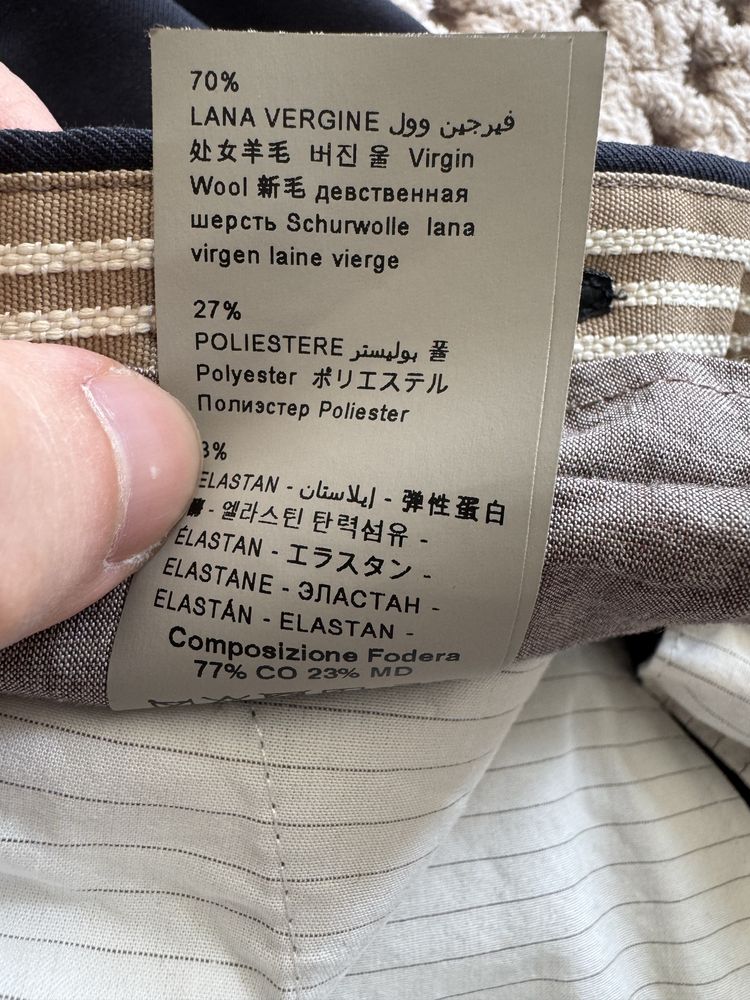 70%
LANA VERGINE فيرجين وول
处女羊毛 버진 울 Virgin
Wool 新毛 девственная
шерсть Schurwolle lana
virgen laine vierge
27%
POLIESTERE بوليستر 폴
Polyester ポリエステル
Полиэстер Poliester
3%
ELASTAN - إيلاستان - 弹性蛋白
- 엘라스틴 탄력섬유 -
ÉLASTAN - エラスタン -
ELASTANE - ЭЛАСТАН -
ELASTÁN - ELASTAN -
Composizione Fodera
77% CO 23% MD